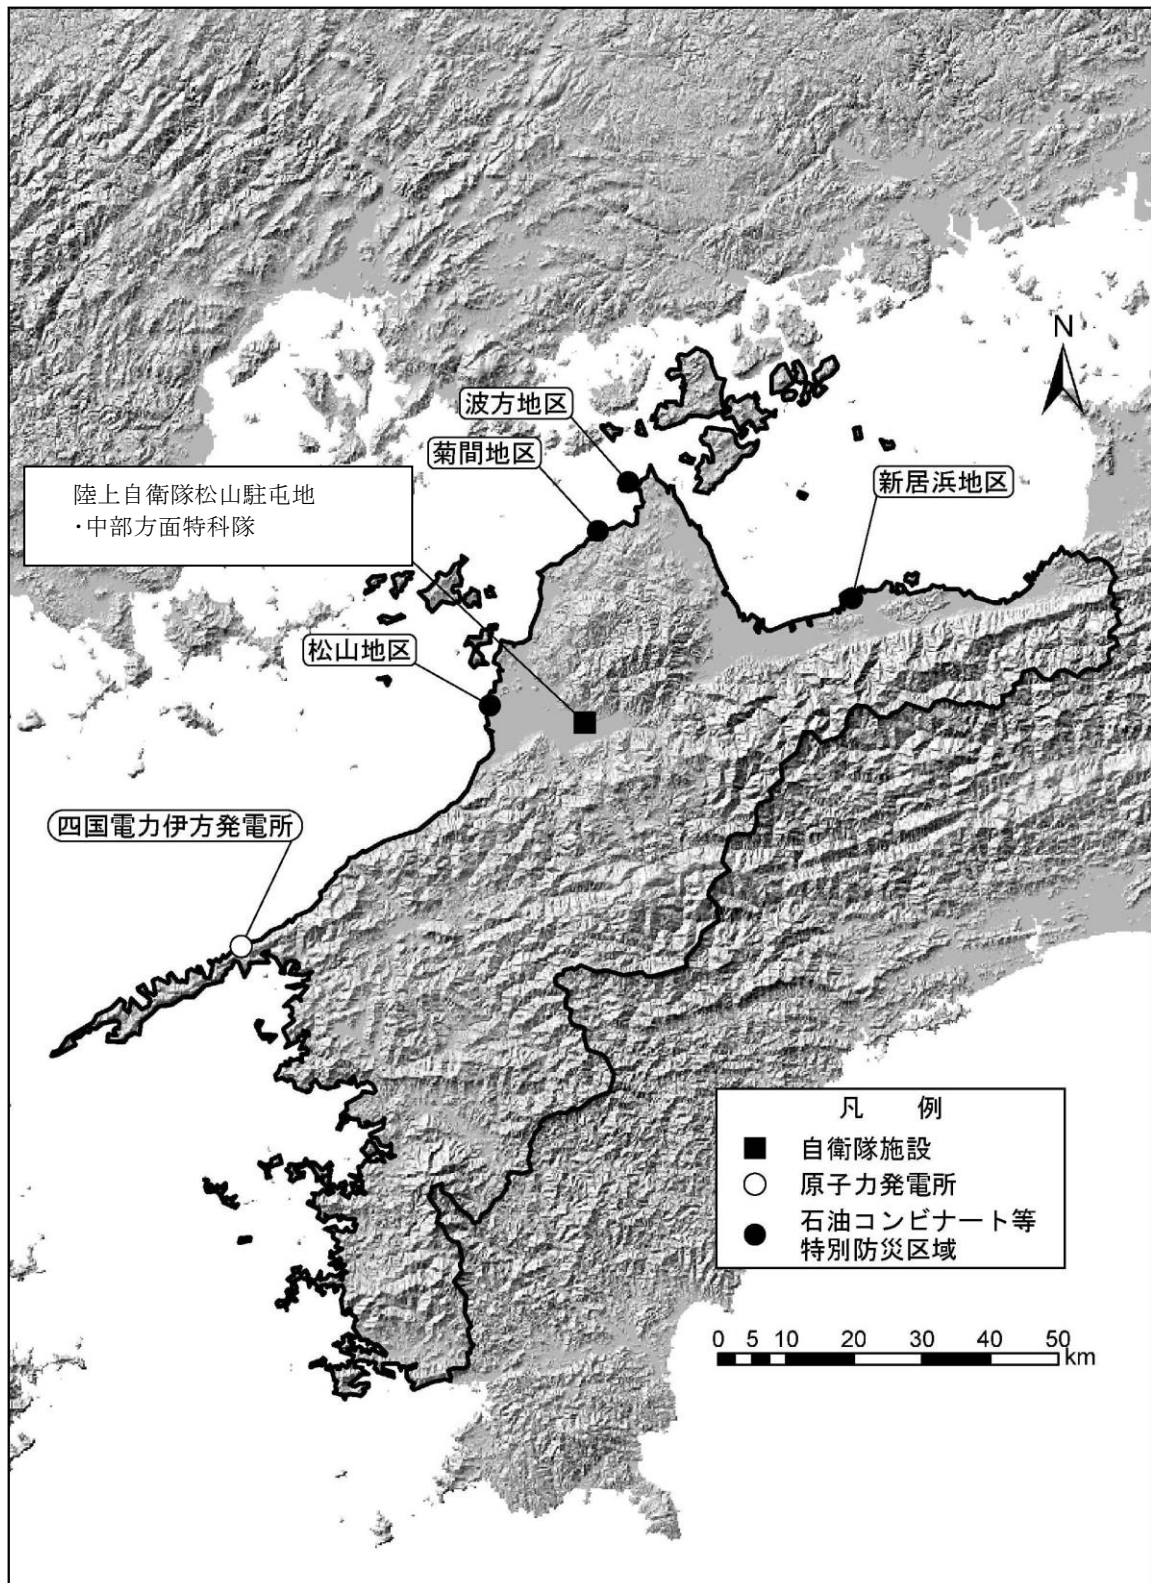 N
波方地区
菊間地区
新居浜地区
陸上自衛隊松山駐屯地
・中部方面特科隊
松山地区
四国電力伊方発電所
凡 例
自衛隊施設
原子力発電所
石油コンビナート等
特別防災区域
0 5 10 20 30 40 50
km